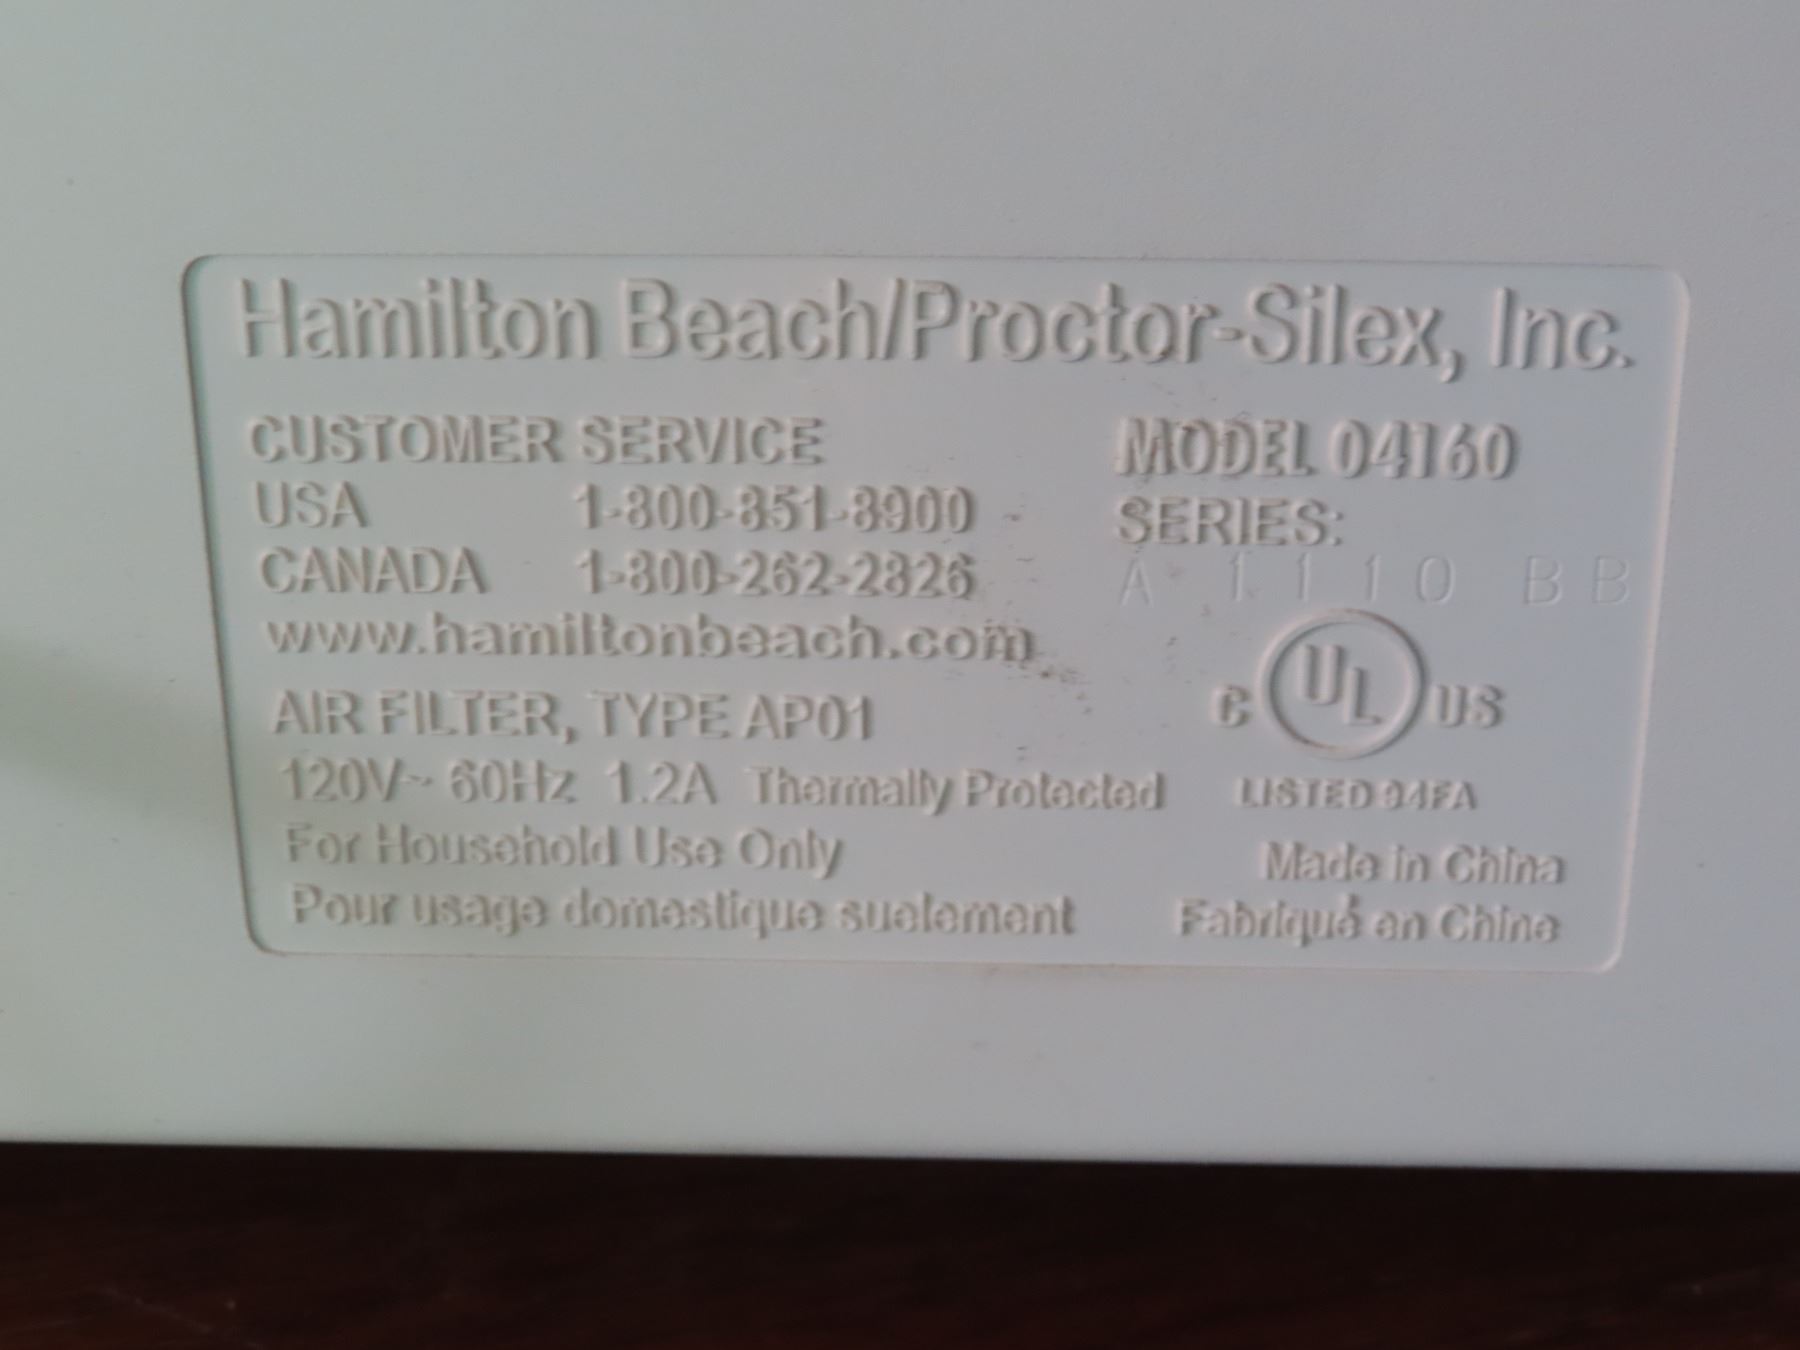 Hamilton Beach/Proctor-Silex, Inc.
CUSTOMER SERVICE
USA 1-800-851-8900
CANADA 1-800-262-2826
www.hamiltonbeach.com
AIR FILTER, TYPE AP01
120V~ 60Hz 1.2A Thermally Protected
For Household Use Only
Pour usage domestique suelement
MODEL 04160
SERIES:
A 1110 BB
C UL US
LISTED 94FA
Made in China
Fabriqué en Chine